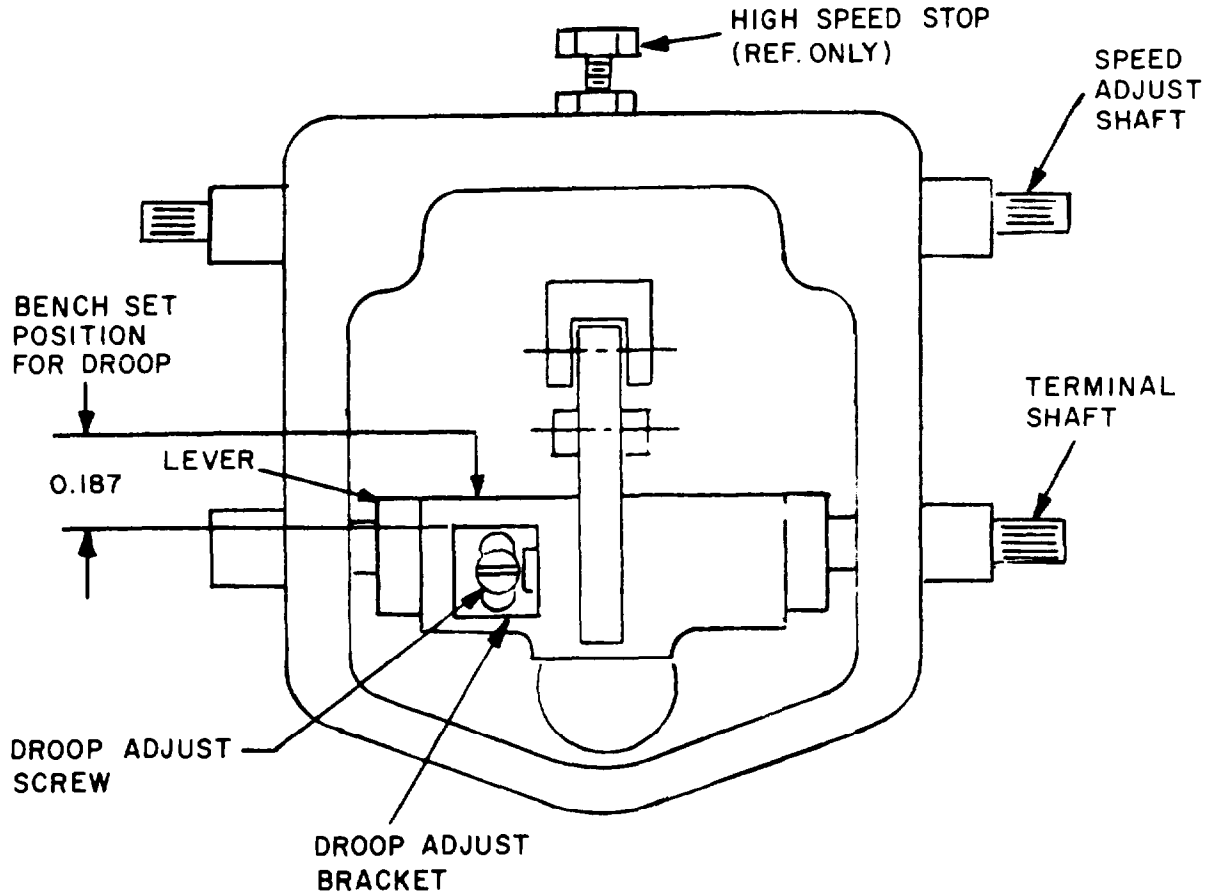 HIGH SPEED STOP
(REF. ONLY)
SPEED
ADJUST
SHAFT
BENCH SET
POSITION
FOR DROOP
TERMINAL
SHAFT
LEVER
0.187
DROOP ADJUST
SCREW
DROOP ADJUST
BRACKET